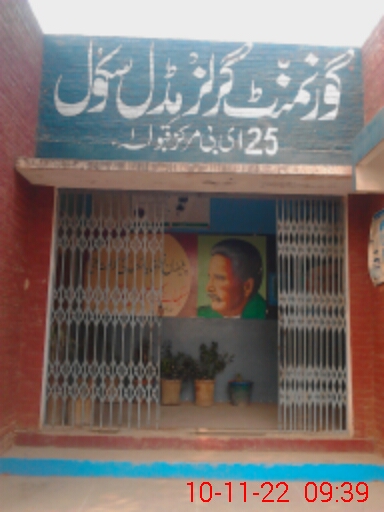 گورنمنٹ گرلز مڈل سکول
25 ای بی مرکز قبولہ۔
10-11-22 09:39